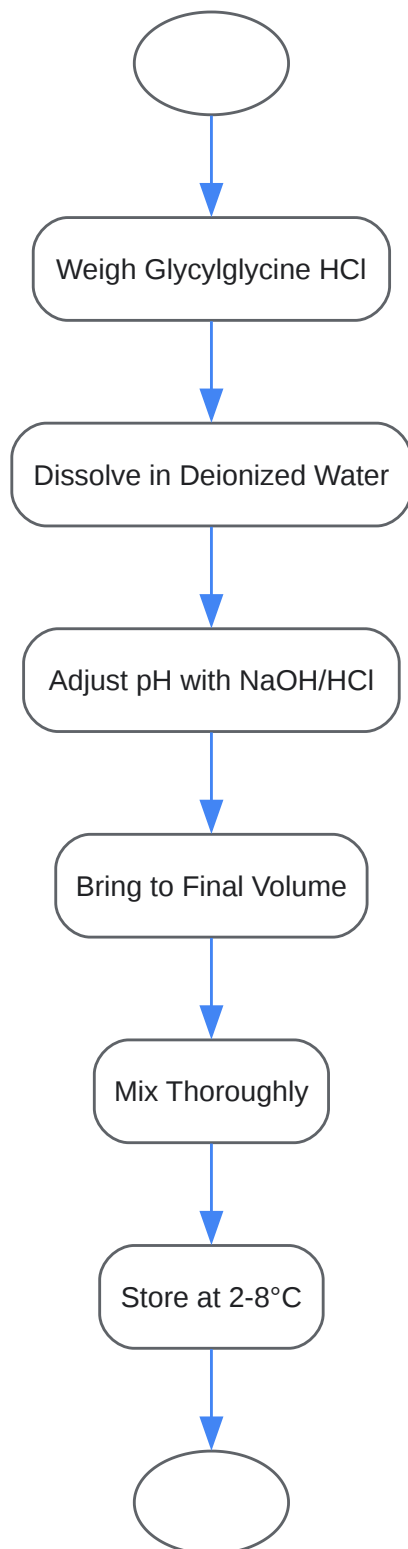 Weigh Glycylglycine HCl
Dissolve in Deionized Water
Adjust pH with NaOH/HCl
Bring to Final Volume
Mix Thoroughly
Store at 2-8°C